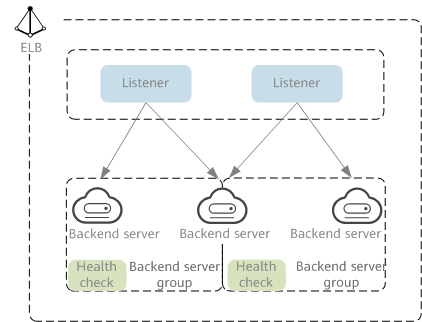 ELB
Listener
Listener
Backend server
Backend server
Backend server
Health check
Backend server group
Health check
Backend server group